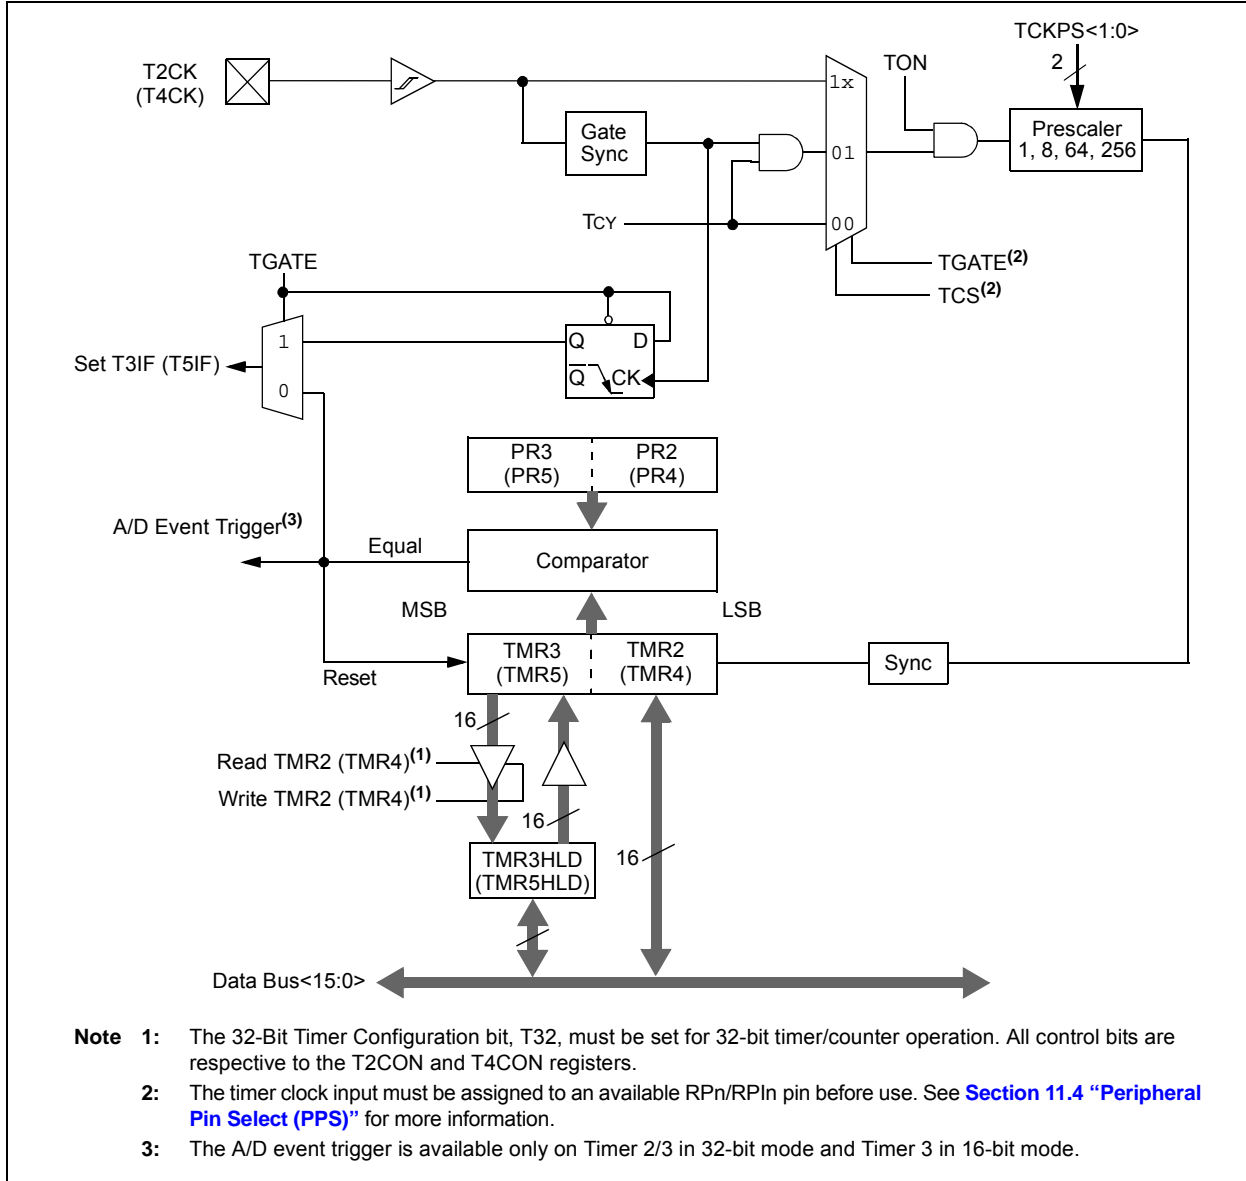 TCKPS<1:0>
2
T2CK
(T4CK)
TON
1x
Gate
Sync
Prescaler
1, 8, 64, 256
01
TCY
00
TGATE(2)
TCS(2)
TGATE
1
Q D
Set T3IF (T5IF)
Q CK
0
PR3
(PR5)
PR2
(PR4)
A/D Event Trigger(3)
Equal
Comparator
MSB
LSB
TMR3
(TMR5)
TMR2
(TMR4)
Sync
Reset
16
Read TMR2 (TMR4)(1)
Write TMR2 (TMR4)(1)
16
TMR3HLD
(TMR5HLD)
16
Data Bus<15:0>
Note 1: The 32-Bit Timer Configuration bit, T32, must be set for 32-bit timer/counter operation. All control bits are
respective to the T2CON and T4CON registers.
2: The timer clock input must be assigned to an available RPn/RPIn pin before use. See Section 11.4 “Peripheral
Pin Select (PPS)” for more information.
3: The A/D event trigger is available only on Timer 2/3 in 32-bit mode and Timer 3 in 16-bit mode.